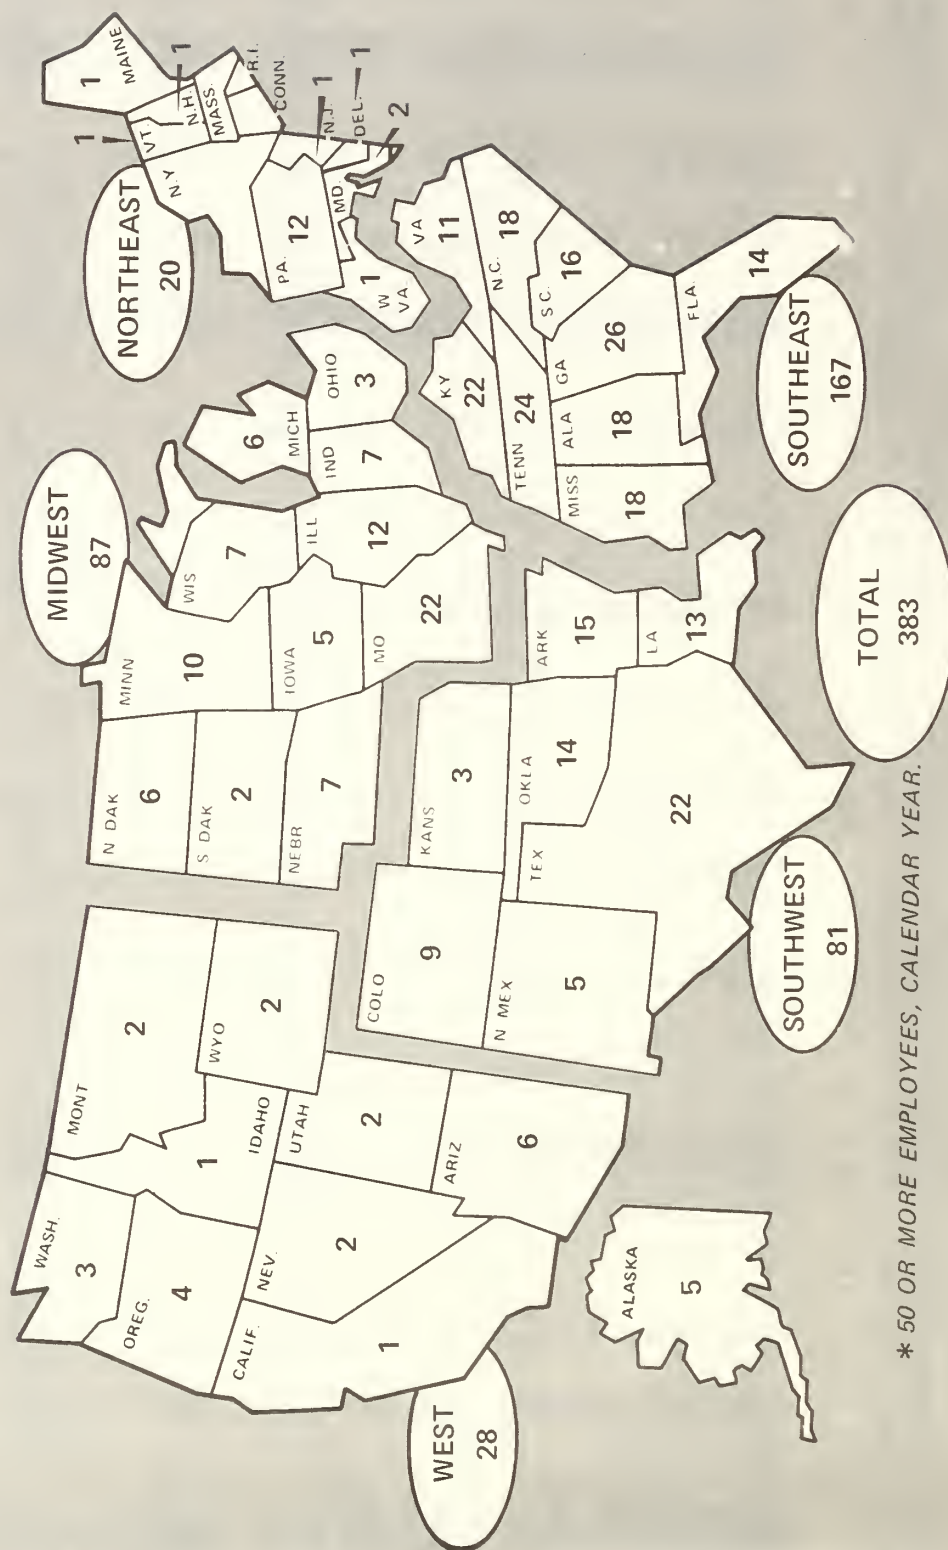 WEST
28
WASH.
3
OREG.
4
CALIF.
1
NEV.
2
IDAHO
1
MONT
2
WYO
2
UTAH
2
ARIZ
6
ALASKA
5
MIDWEST
87
N DAK
6
S DAK
2
NEBR
7
MINN
10
IOWA
5
MO
22
WIS
7
ILL
12
MICH
6
IND
7
OHIO
3
SOUTHWEST
81
COLO
9
N MEX
5
KANS
3
OKLA
14
TEX
22
ARK
15
LA
13
NORTHEAST
20
MAINE
1
VT.
1
N.H.
1
MASS.
R.I.
CONN.
N.Y
PA.
12
N.J.
1
DEL.
1
MD.
2
W
VA.
1
SOUTHEAST
167
VA
11
KY
22
N.C.
18
TENN
24
S C.
16
GA
26
ALA
18
MISS
18
FLA.
14
TOTAL
383
* 50 OR MORE EMPLOYEES, CALENDAR YEAR.